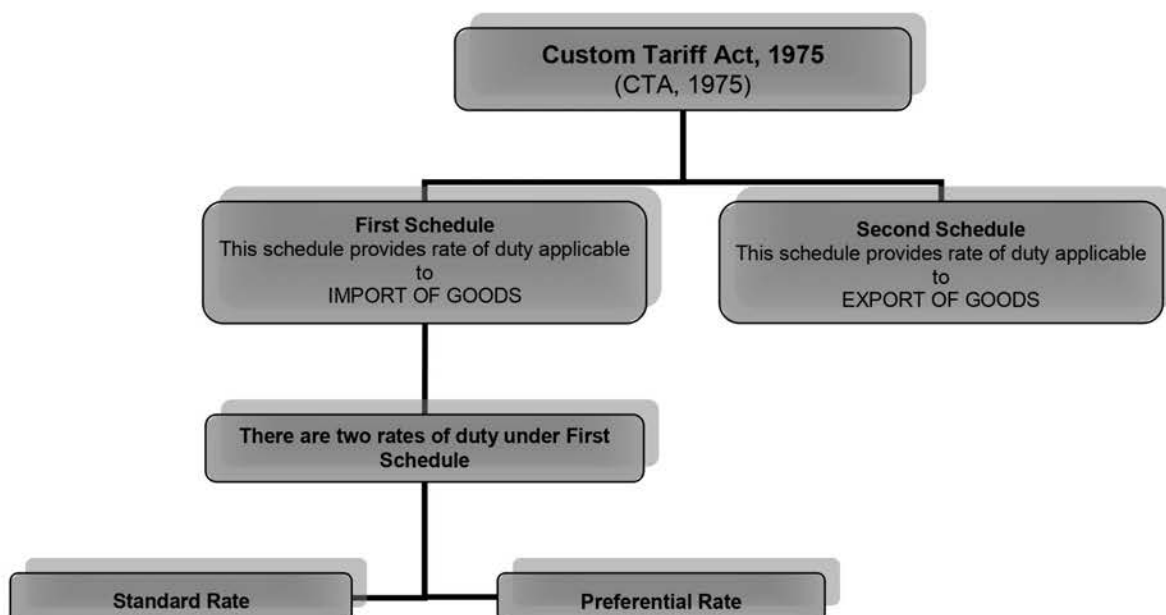 Custom Tariff Act, 1975
(CTA, 1975)
First Schedule
This schedule provides rate of duty applicable
to
IMPORT OF GOODS
Second Schedule
This schedule provides rate of duty applicable
to
EXPORT OF GOODS
There are two rates of duty under First
Schedule
Standard Rate
Preferential Rate